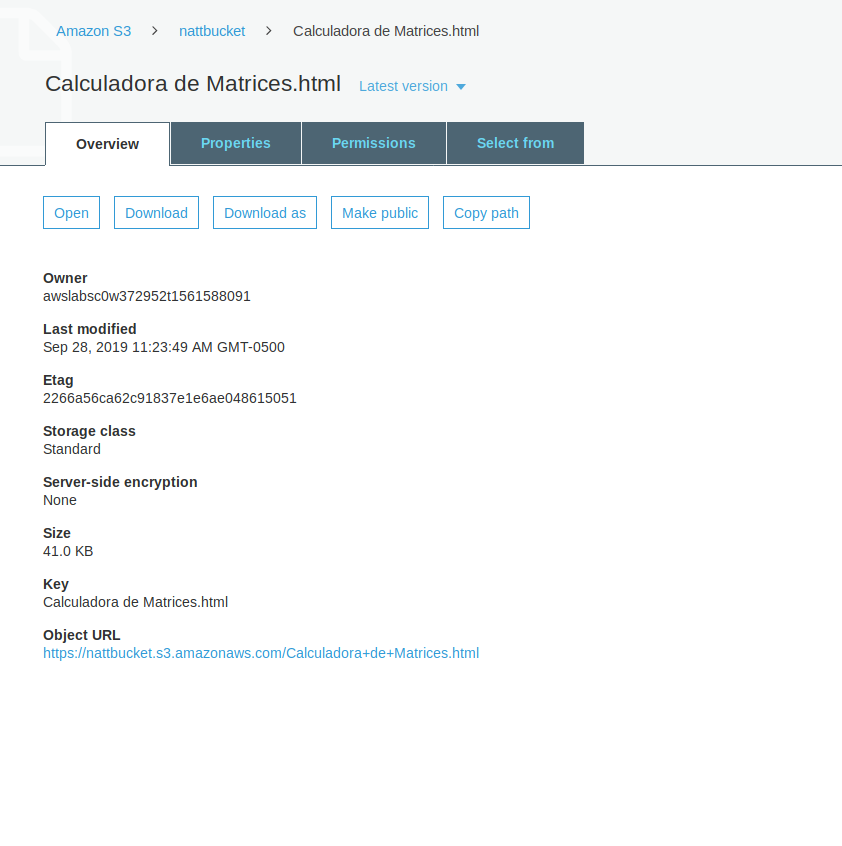 Amazon S3 > nattbucket > Calculadora de Matrices.html
Calculadora de Matrices.html Latest version
Overview Properties Permissions Select from
Open Download Download as Make public Copy path
Owner
awslabsc0w372952t1561588091
Last modified
Sep 28, 2019 11:23:49 AM GMT-0500
Etag
2266a56ca62c91837e1e6ae048615051
Storage class
Standard
Server-side encryption
None
Size
41.0 KB
Key
Calculadora de Matrices.html
Object URL
https://nattbucket.s3.amazonaws.com/Calculadora+de+Matrices.html